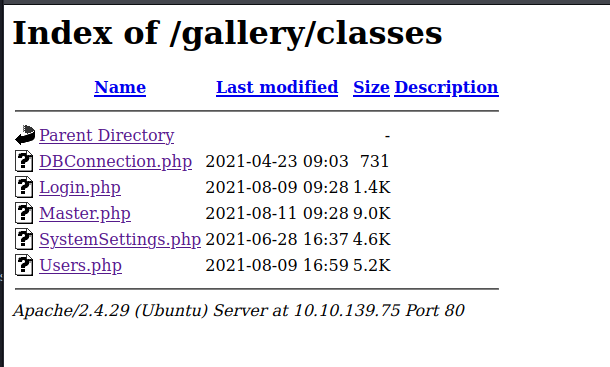 Index of /gallery/classes
Name Last modified Size Description
Parent Directory -
DBConnection.php 2021-04-23 09:03 731
Login.php 2021-08-09 09:28 1.4K
Master.php 2021-08-11 09:28 9.0K
SystemSettings.php 2021-06-28 16:37 4.6K
Users.php 2021-08-09 16:59 5.2K
Apache/2.4.29 (Ubuntu) Server at 10.10.139.75 Port 80